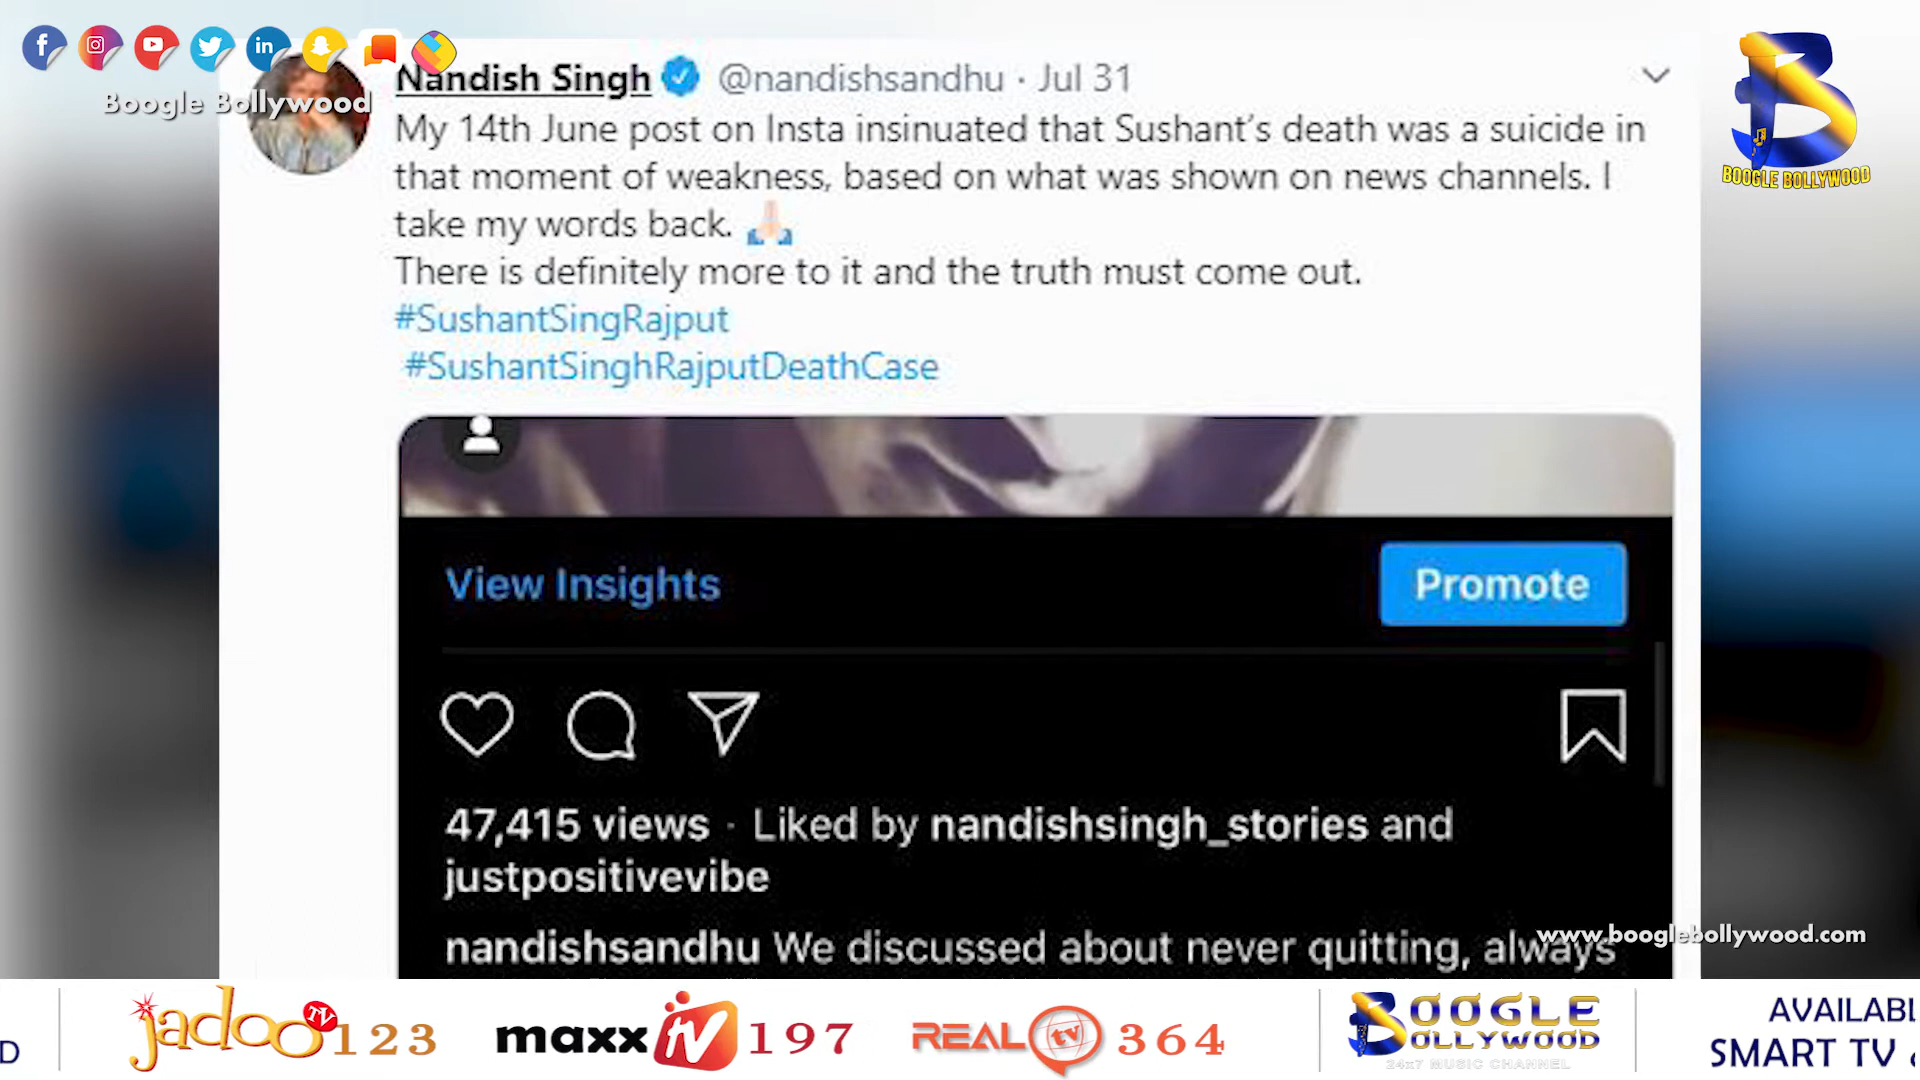 Boogle Bollywood
Nandish Singh @nandishsandhu · Jul 31
My 14th June post on Insta insinuated that Sushant's death was a suicide in
that moment of weakness, based on what was shown on news channels. I
take my words back. 🙏🏻
There is definitely more to it and the truth must come out.
#SushantSingRajput
#SushantSinghRajputDeathCase
BOOGLE BOLLYWOOD
View Insights
Promote
47,415 views · Liked by nandishsingh_stories and
justpositivevibe
nandishsandhu We discussed about never quitting, always
www.booglebollywood.com
D
jadoo TV 123
maxx tv 197
REAL tv 364
BOOGLE
BOLLYWOOD
24x7 MUSIC CHANNEL
AVAILABL
SMART TV &